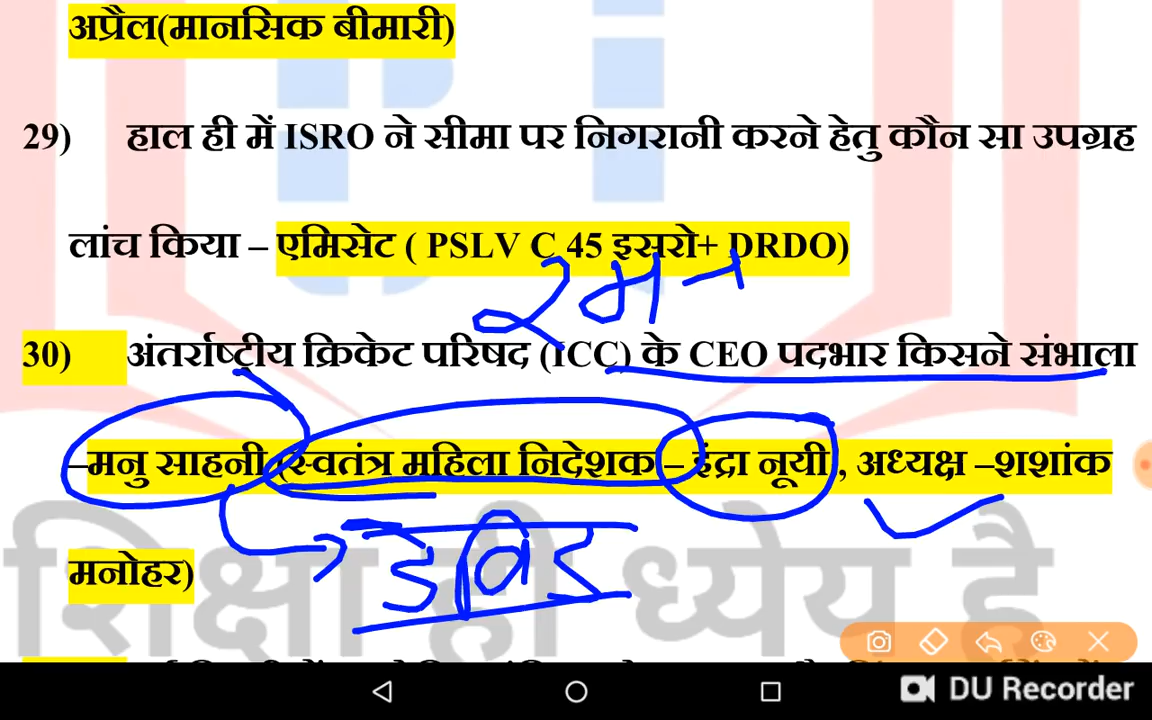 अप्रैल(मानसिक बीमारी)
29) हाल ही में ISRO ने सीमा पर निगरानी करने हेतु कौन सा उपग्रह
लांच किया – एमिसेट ( PSLV C 45 इसरो+ DRDO)
30) अंतर्राष्ट्रीय क्रिकेट परिषद (ICC) के CEO पदभार किसने संभाला
–मनु साहनी (स्वतंत्र महिला निदेशक – इंद्रा नूयी , अध्यक्ष –शशांक
मनोहर)
शिक्षा ही ध्येय है
DU Recorder